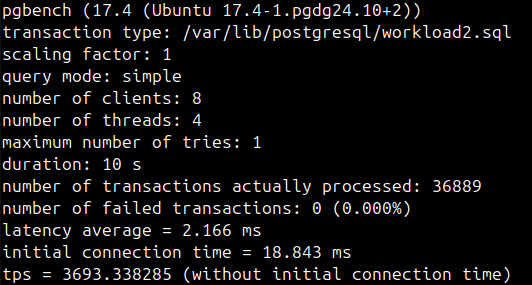 pgbench (17.4 (Ubuntu 17.4-1.pgdg24.10+2))
transaction type: /var/lib/postgresql/workload2.sql
scaling factor: 1
query mode: simple
number of clients: 8
number of threads: 4
maximum number of tries: 1
duration: 10 s
number of transactions actually processed: 36889
number of failed transactions: 0 (0.000%)
latency average = 2.166 ms
initial connection time = 18.843 ms
tps = 3693.338285 (without initial connection time)